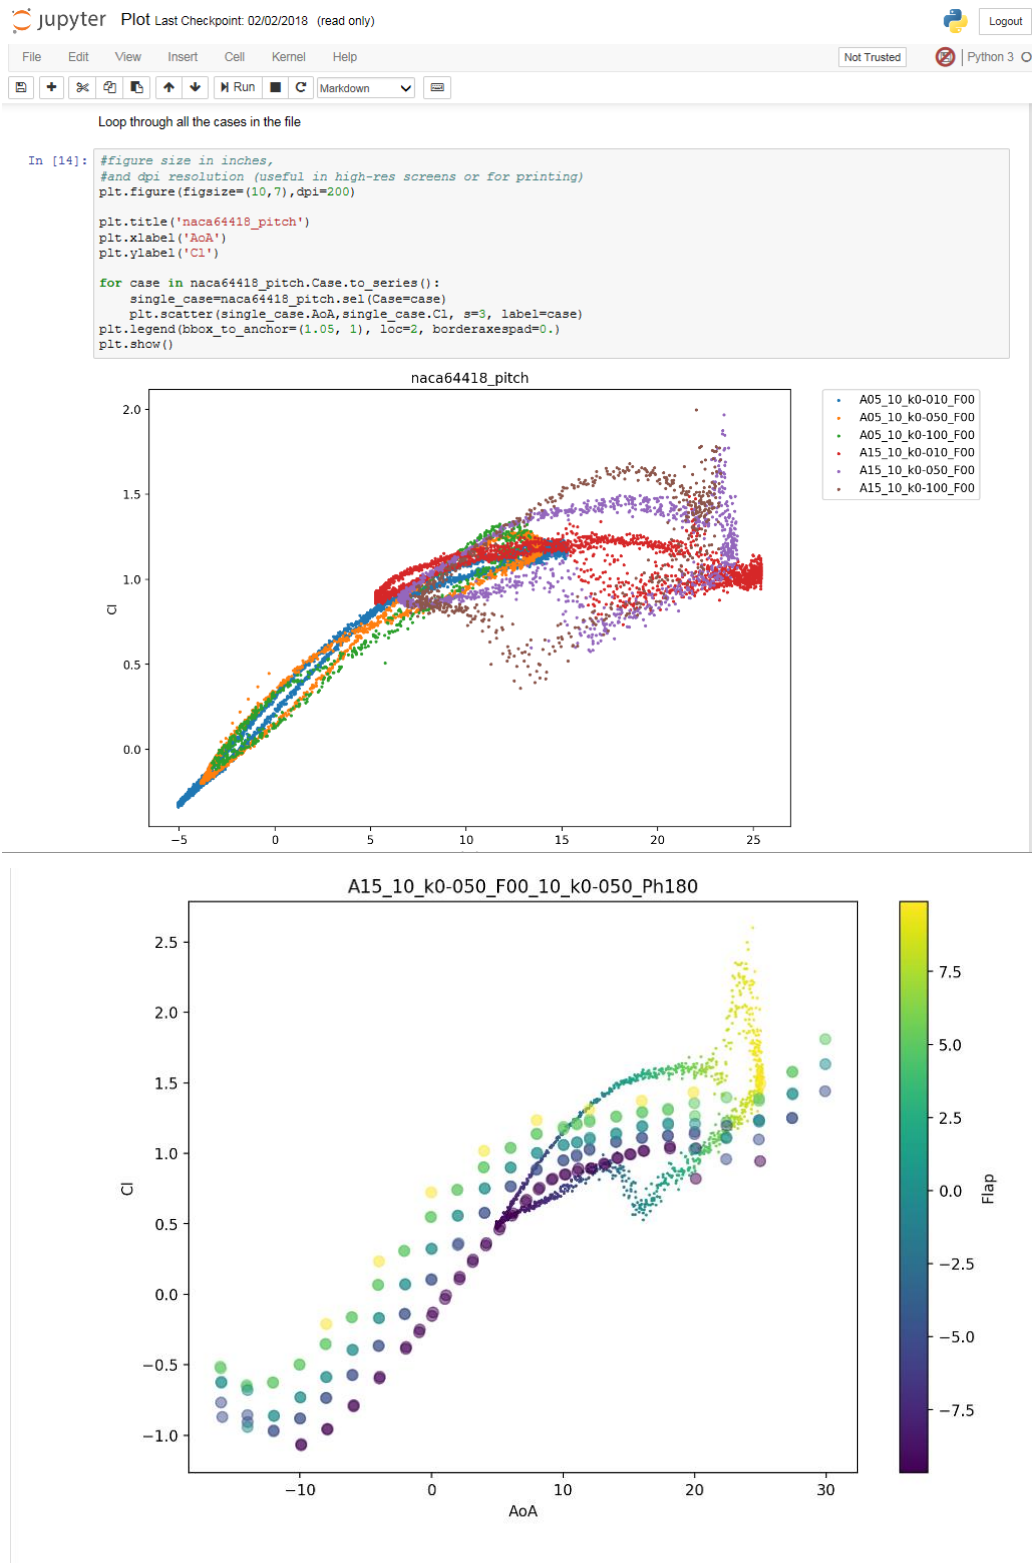 jupyter Plot Last Checkpoint: 02/02/2018 (read only)
Logout
File Edit View Insert Cell Kernel Help
Not Trusted
Python 3 O
Run
Markdown
Loop through all the cases in the file
In [14]:
#figure size in inches,
#and dpi resolution (useful in high-res screens or for printing)
plt.figure(figsize=(10,7),dpi=200)
plt.title('naca64418_pitch')
plt.xlabel('AoA')
plt.ylabel('Cl')
for case in naca64418_pitch.Case.to_series():
    single_case=naca64418_pitch.sel(Case=case)
    plt.scatter(single_case.AoA,single_case.Cl, s=3, label=case)
plt.legend(bbox_to_anchor=(1.05, 1), loc=2, borderaxespad=0.)
plt.show()
naca64418_pitch
2.0
1.5
1.0
0.5
0.0
Cl
−5 0 5 10 15 20 25
A05_10_k0-010_F00
A05_10_k0-050_F00
A05_10_k0-100_F00
A15_10_k0-010_F00
A15_10_k0-050_F00
A15_10_k0-100_F00
A15_10_k0-050_F00_10_k0-050_Ph180
2.5
2.0
1.5
1.0
0.5
0.0
−0.5
−1.0
Cl
−10 0 10 20 30
AoA
7.5
5.0
2.5
0.0
−2.5
−5.0
−7.5
Flap